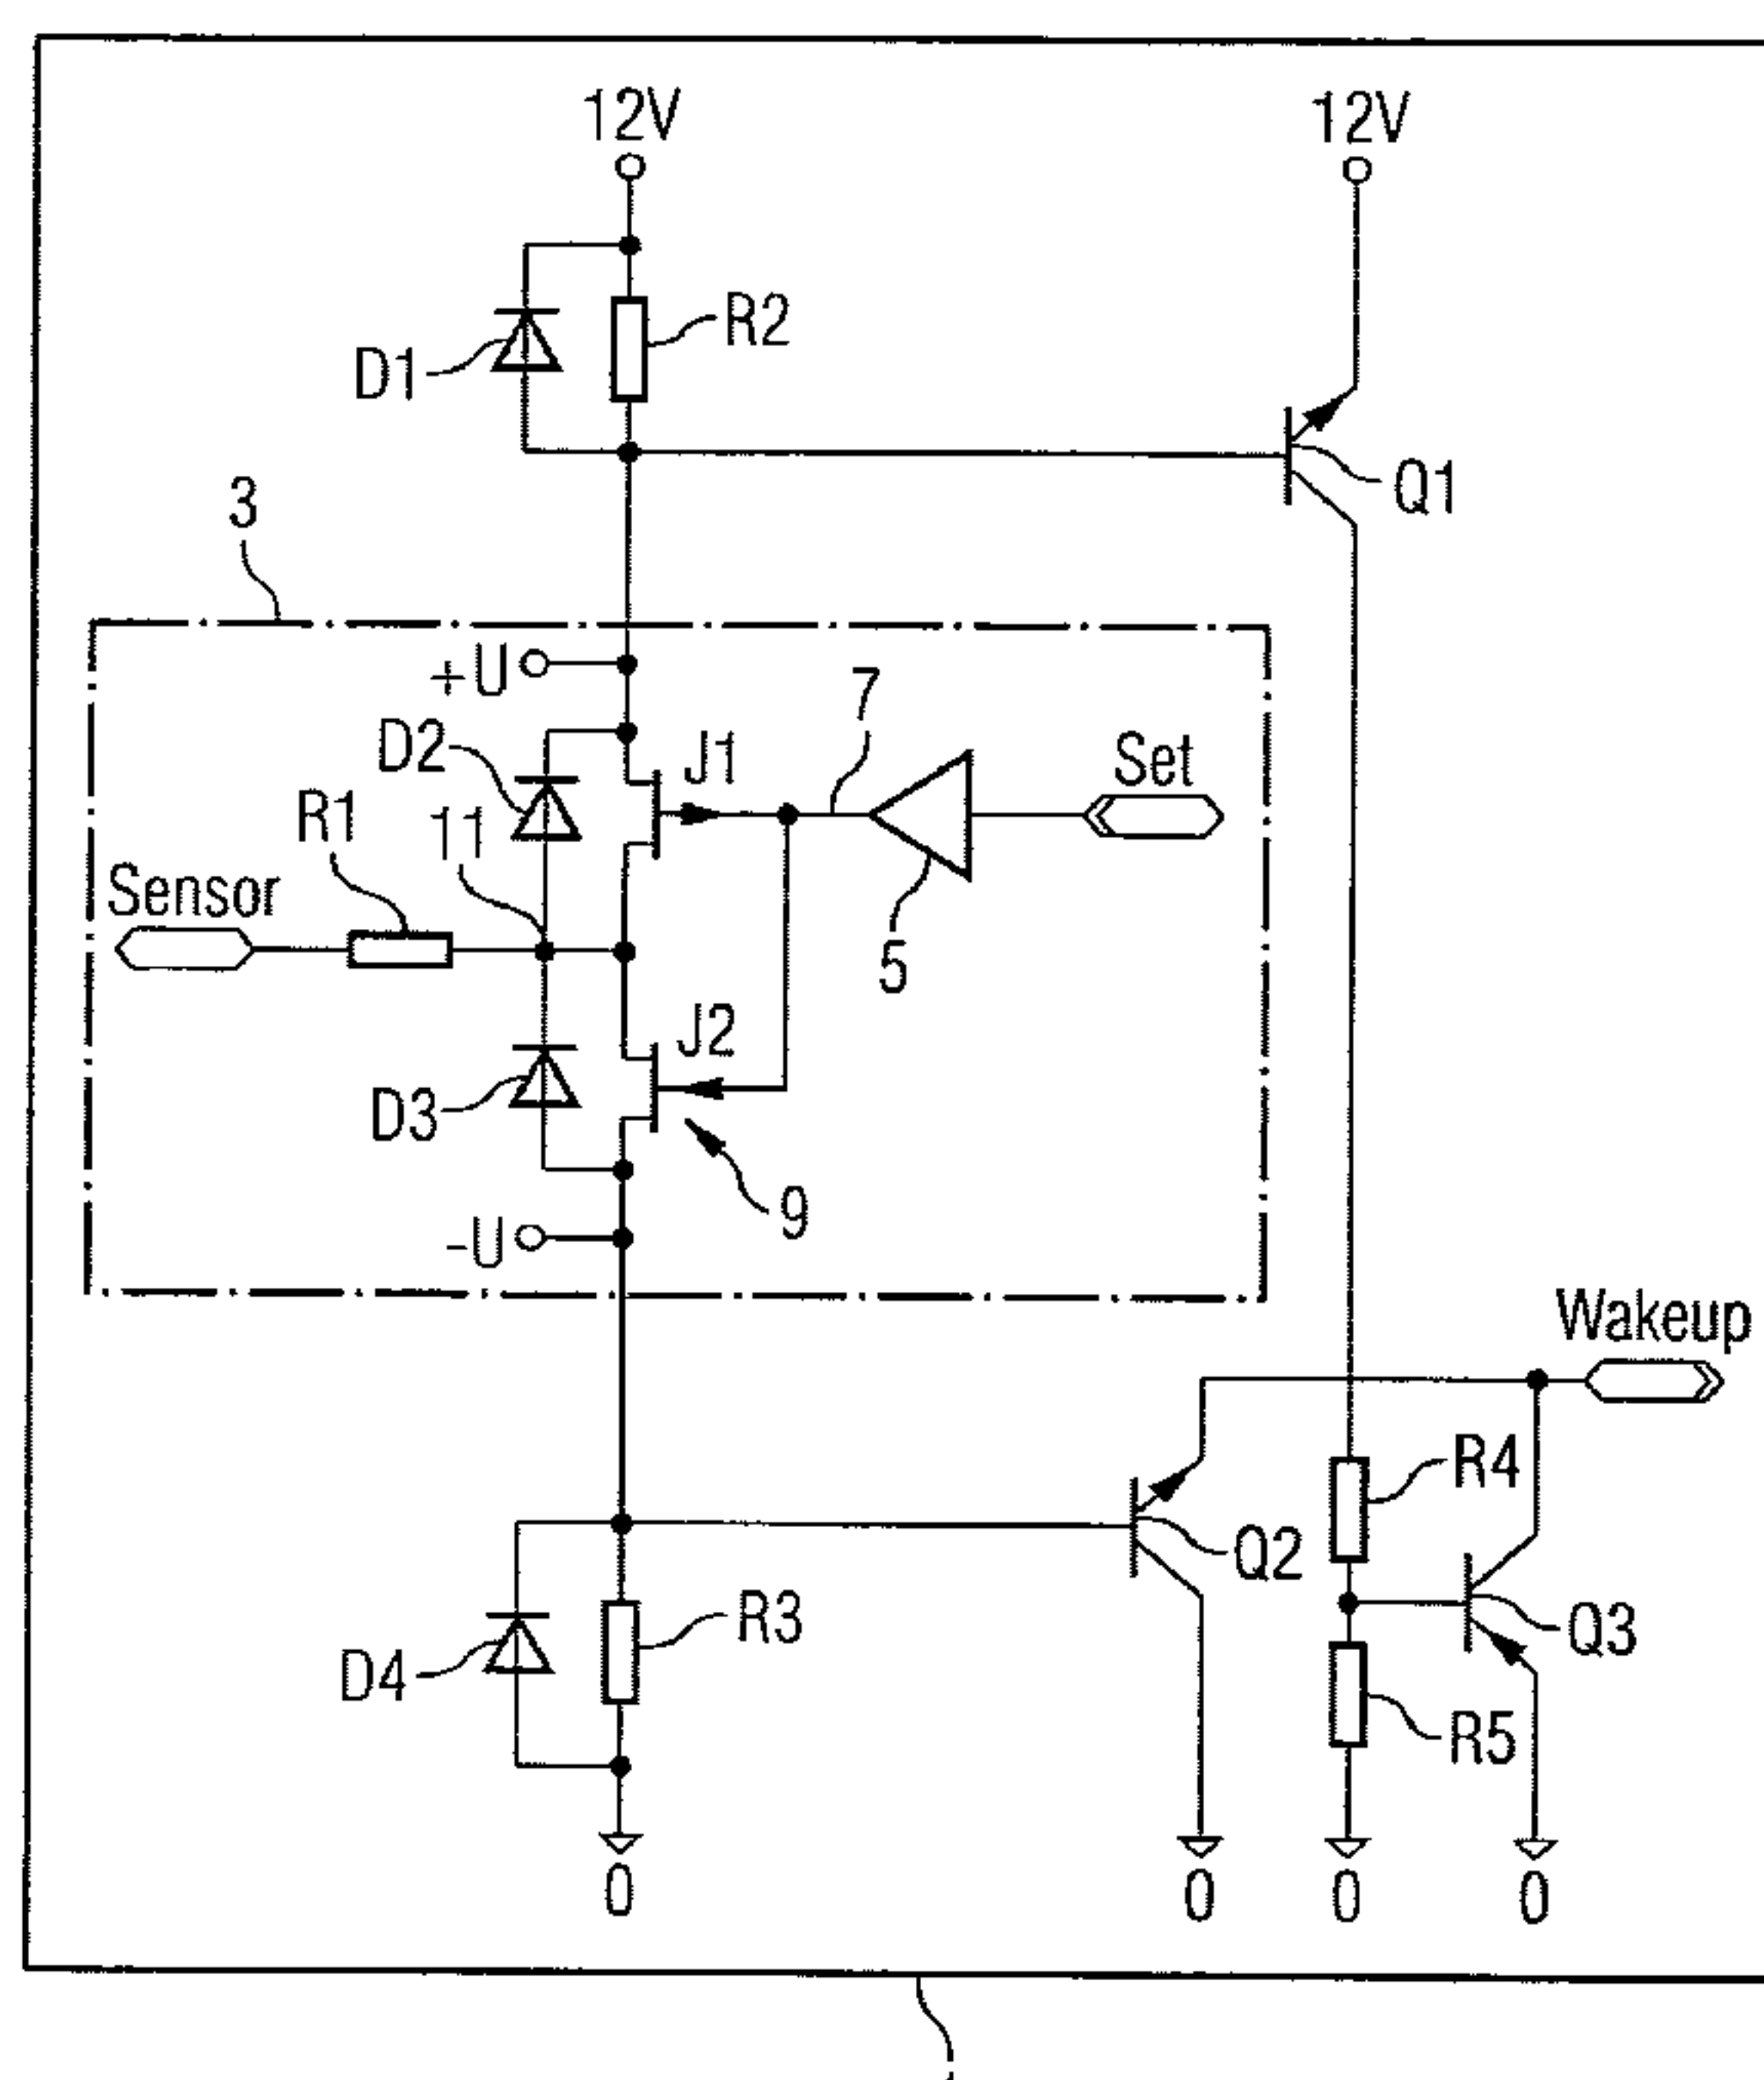 12V
12V
R2
D1
Q1
3
+U
7
D2
J1
Set
R1
11
Sensor
5
J2
D3
9
-U
Wakeup
R4
Q2
R3
Q3
D4
R5
0
0
0
0